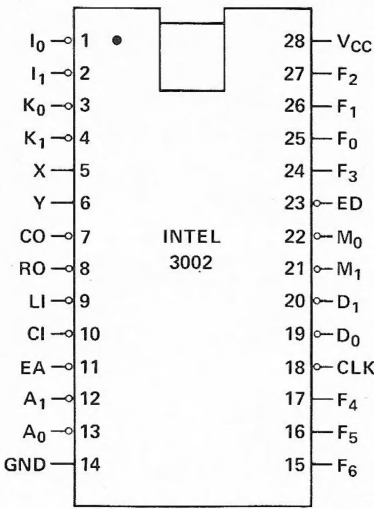 I0 1 28 VCC
I1 2 27 F2
K0 3 26 F1
K1 4 25 F0
X 5 24 F3
Y 6 23 ED
CO 7 INTEL 22 M0
RO 8 3002 21 M1
LI 9 20 D1
CI 10 19 D0
EA 11 18 CLK
A1 12 17 F4
A0 13 16 F5
GND 14 15 F6